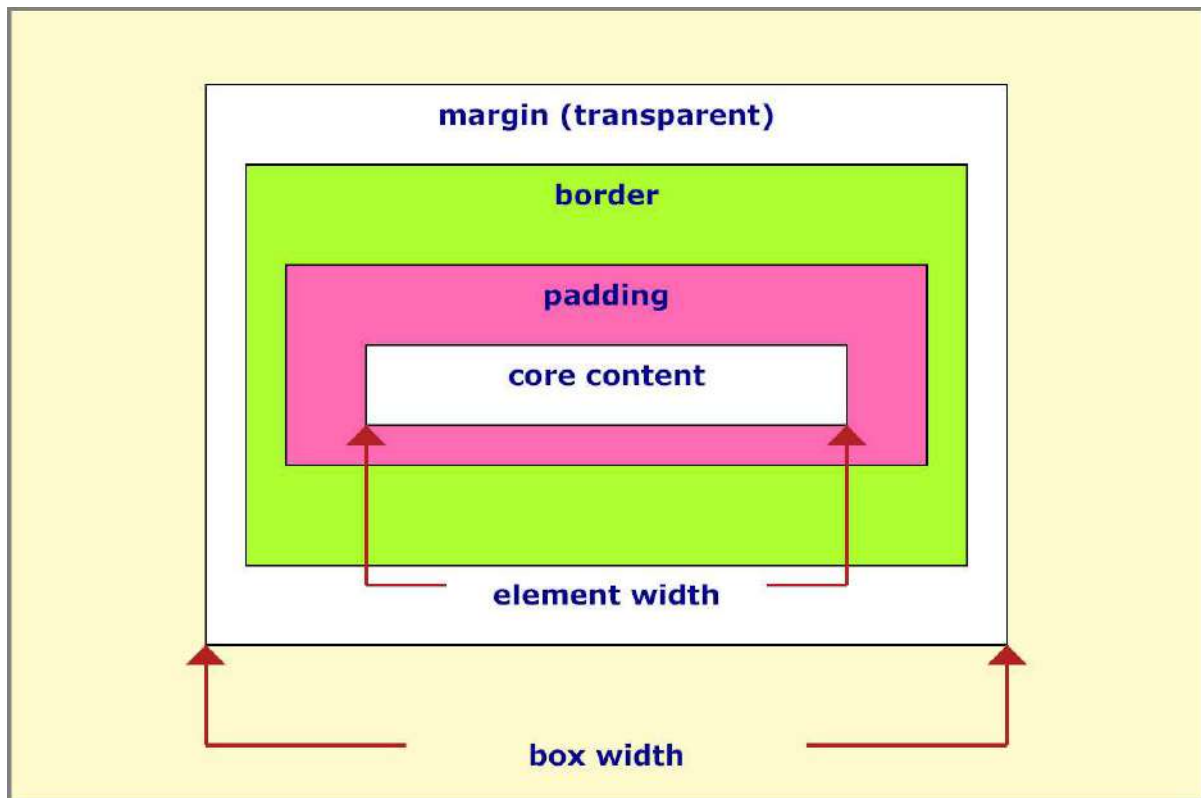 margin (transparent)
border
padding
core content
element width
box width